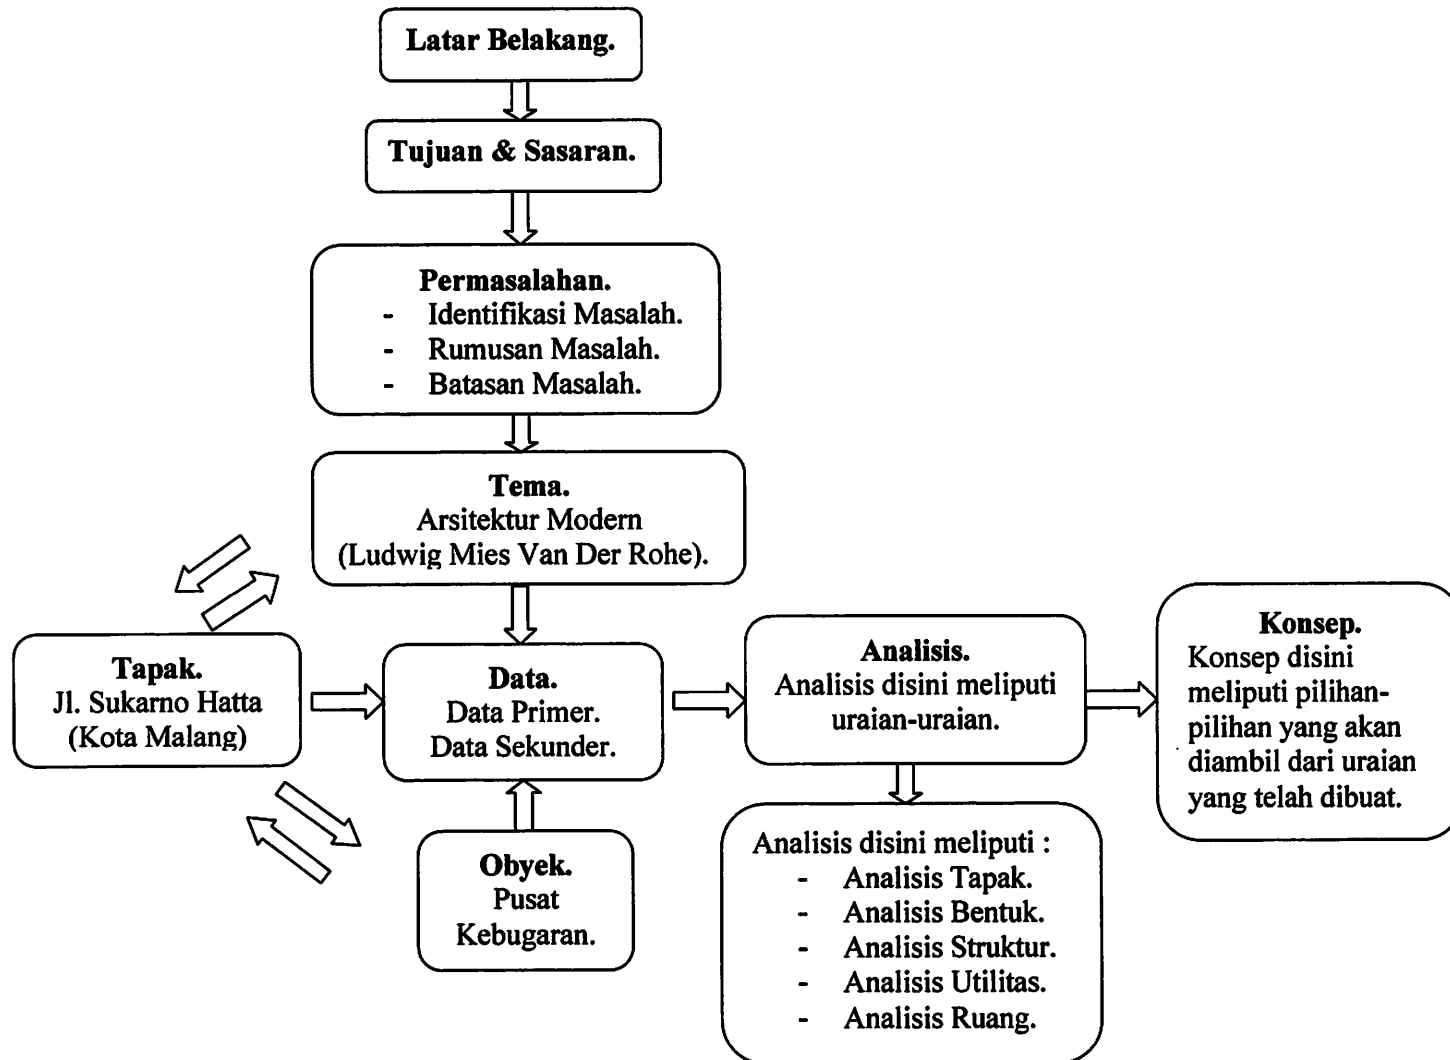 Latar Belakang.
Tujuan & Sasaran.
Permasalahan.
- Identifikasi Masalah.
- Rumusan Masalah.
- Batasan Masalah.
Tema.
Arsitektur Modern
(Ludwig Mies Van Der Rohe).
Tapak.
Jl. Sukarno Hatta
(Kota Malang)
Data.
Data Primer.
Data Sekunder.
Obyek.
Pusat
Kebugaran.
Analisis.
Analisis disini meliputi
uraian-uraian.
Analisis disini meliputi :
- Analisis Tapak.
- Analisis Bentuk.
- Analisis Struktur.
- Analisis Utilitas.
- Analisis Ruang.
Konsep.
Konsep disini
meliputi pilihan-
pilihan yang akan
diambil dari uraian
yang telah dibuat.